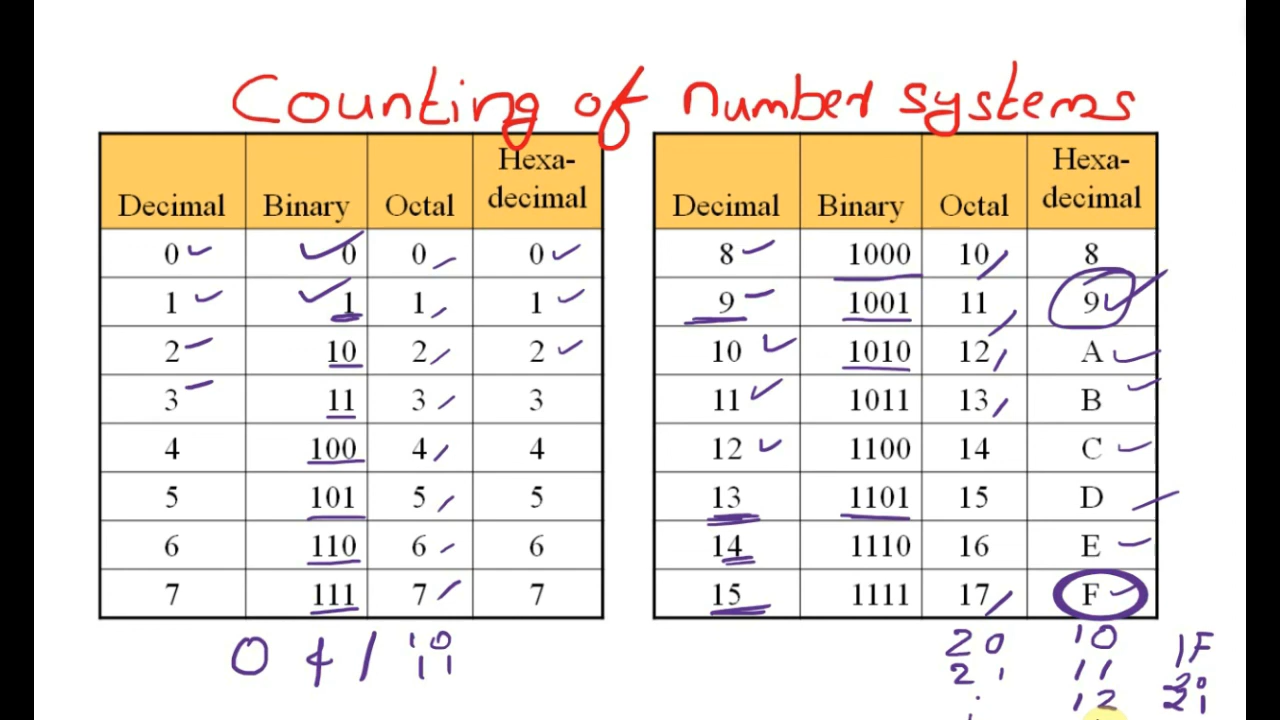 Counting of number systems
Decimal Binary Octal Hexa-decimal
0 0 0 0
1 1 1 1
2 10 2 2
3 11 3 3
4 100 4 4
5 101 5 5
6 110 6 6
7 111 7 7
0 & 1 10
11
Decimal Binary Octal Hexa-decimal
8 1000 10 8
9 1001 11 9
10 1010 12 A
11 1011 13 B
12 1100 14 C
13 1101 15 D
14 1110 16 E
15 1111 17 F
20 10 1F
21 11 20
12 21